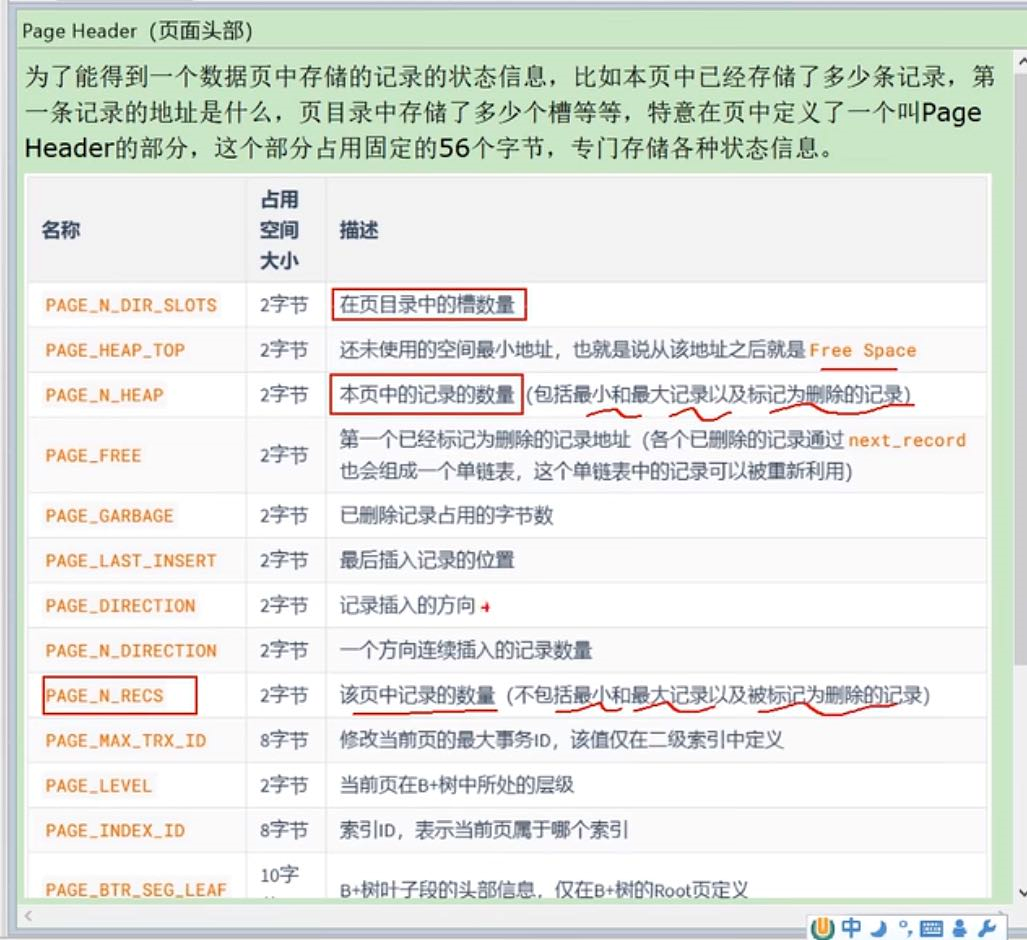 Page Header（页面头部）
为了能得到一个数据页中存储的记录的状态信息，比如本页中已经存储了多少条记录，第
一条记录的地址是什么，页目录中存储了多少个槽等等，特意在页中定义了一个叫Page
Header的部分，这个部分占用固定的56个字节，专门存储各种状态信息。
名称 占用空间大小 描述
PAGE_N_DIR_SLOTS 2字节 在页目录中的槽数量
PAGE_HEAP_TOP 2字节 还未使用的空间最小地址，也就是说从该地址之后就是Free Space
PAGE_N_HEAP 2字节 本页中的记录的数量（包括最小和最大记录以及标记为删除的记录）
PAGE_FREE 2字节 第一个已经标记为删除的记录地址（各个已删除的记录通过next_record
也会组成一个单链表，这个单链表中的记录可以被重新利用）
PAGE_GARBAGE 2字节 已删除记录占用的字节数
PAGE_LAST_INSERT 2字节 最后插入记录的位置
PAGE_DIRECTION 2字节 记录插入的方向
PAGE_N_DIRECTION 2字节 一个方向连续插入的记录数量
PAGE_N_RECS 2字节 该页中记录的数量（不包括最小和最大记录以及被标记为删除的记录）
PAGE_MAX_TRX_ID 8字节 修改当前页的最大事务ID，该值仅在二级索引中定义
PAGE_LEVEL 2字节 当前页在B+树中所处的层级
PAGE_INDEX_ID 8字节 索引ID，表示当前页属于哪个索引
PAGE_BTR_SEG_LEAF 10字 B+树叶子段的头部信息，仅在B+树的Root页定义
中